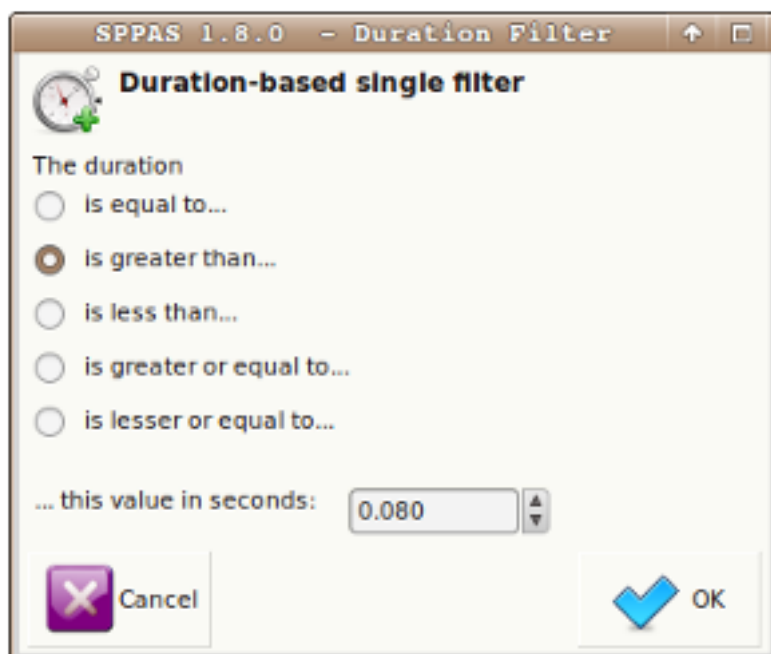 SPPAS 1.8.0 - Duration Filter
Duration-based single filter
The duration
is equal to...
is greater than...
is less than...
is greater or equal to...
is lesser or equal to...
... this value in seconds: 0.080
Cancel OK